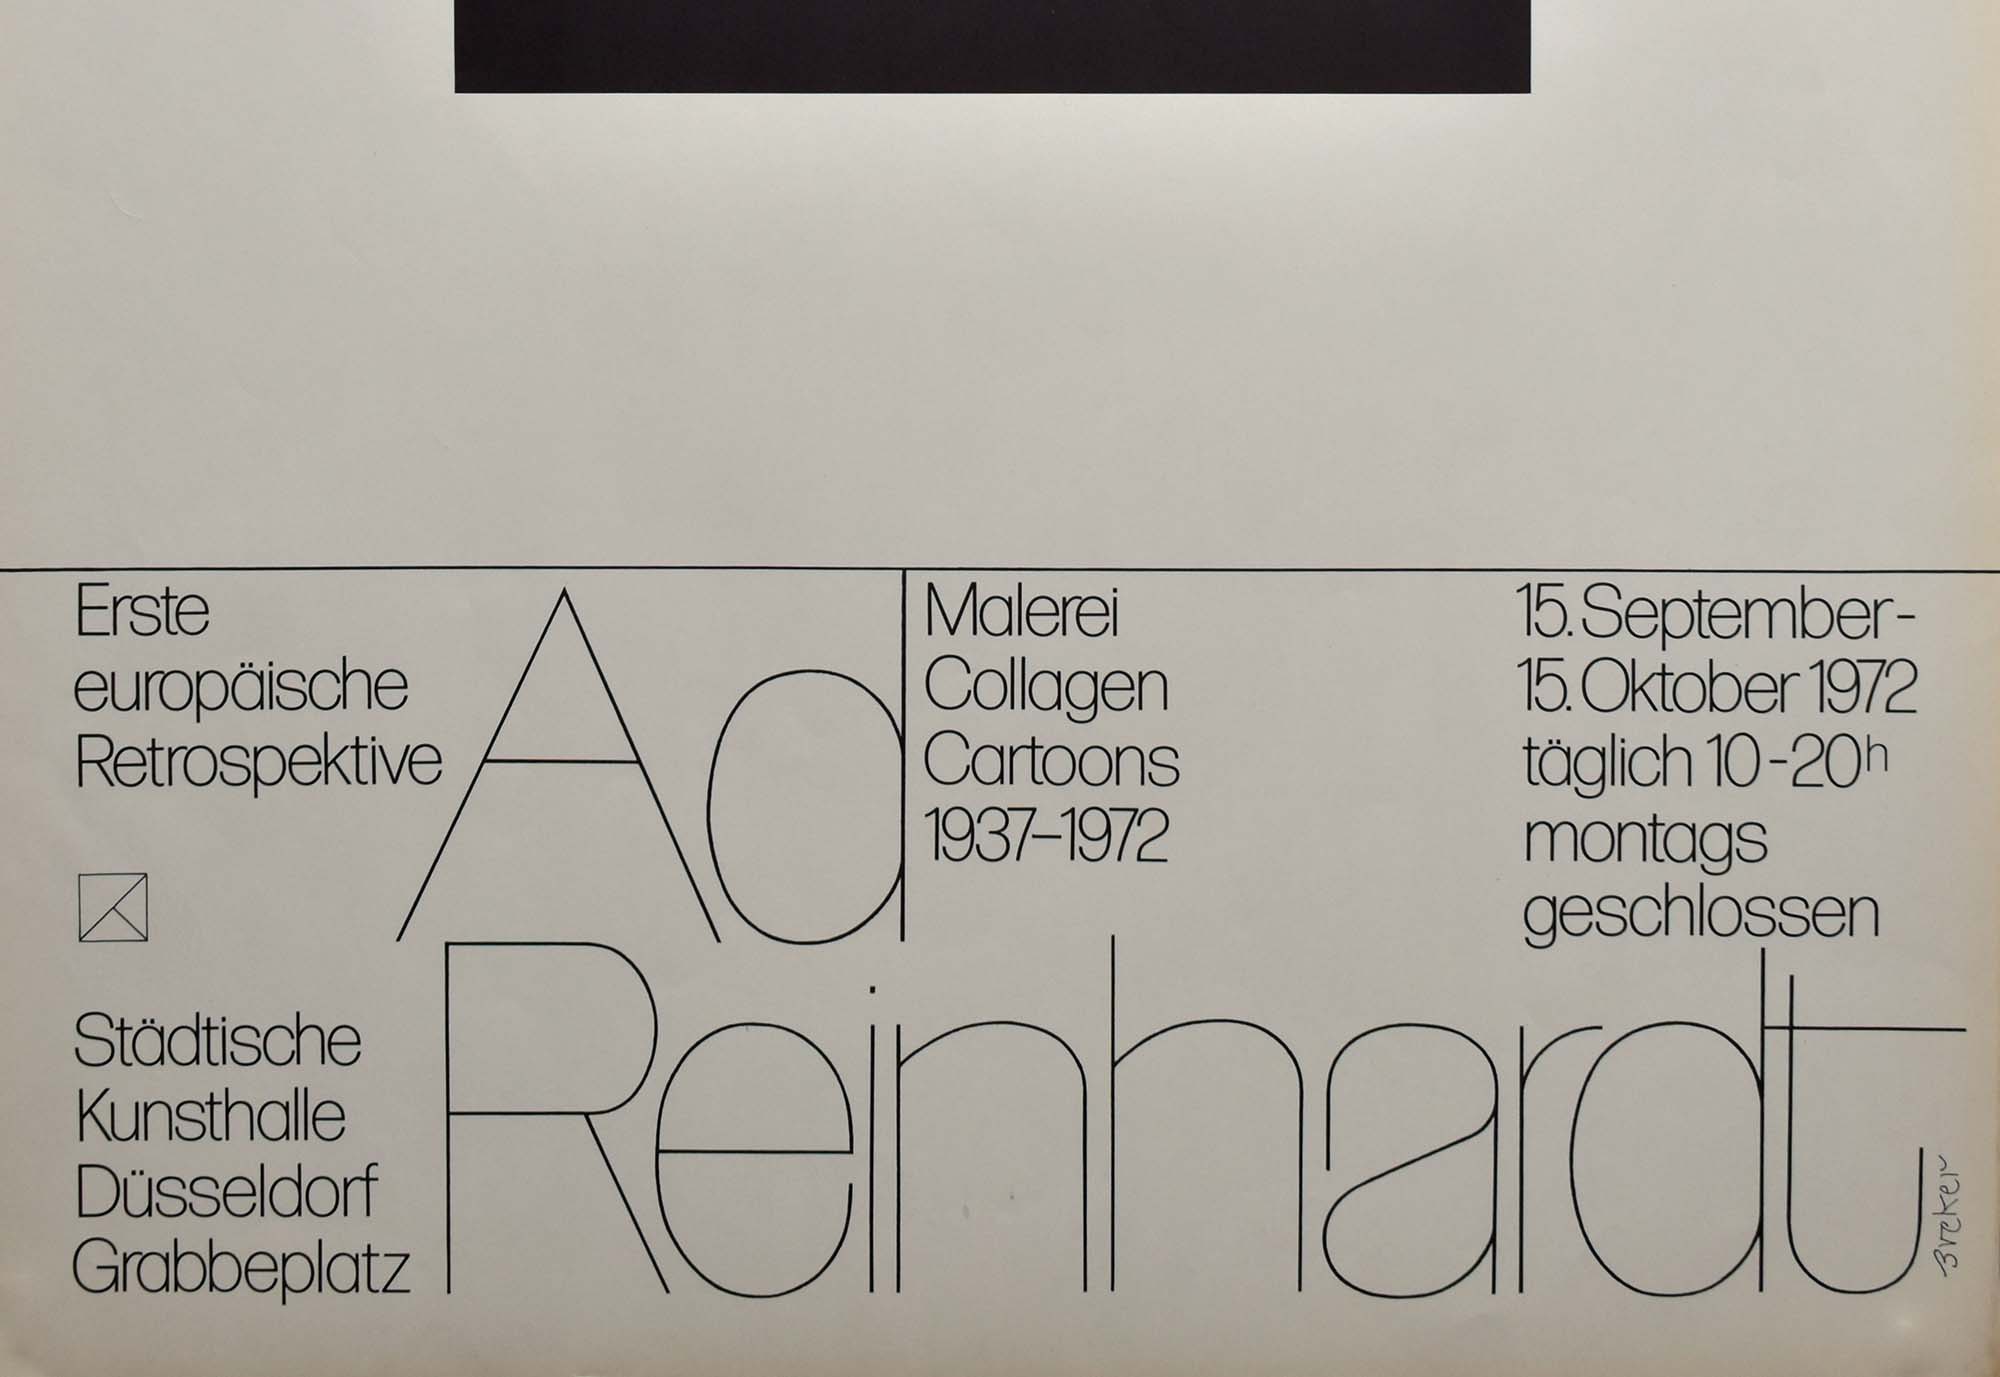 Erste
europäische
Retrospektive
Ad
Malerei
Collagen
Cartoons
1937–1972
15. September-
15. Oktober 1972
täglich 10-20h
montags
geschlossen
Städtische
Kunsthalle
Düsseldorf
Grabbeplatz
Reinhardt
Breker